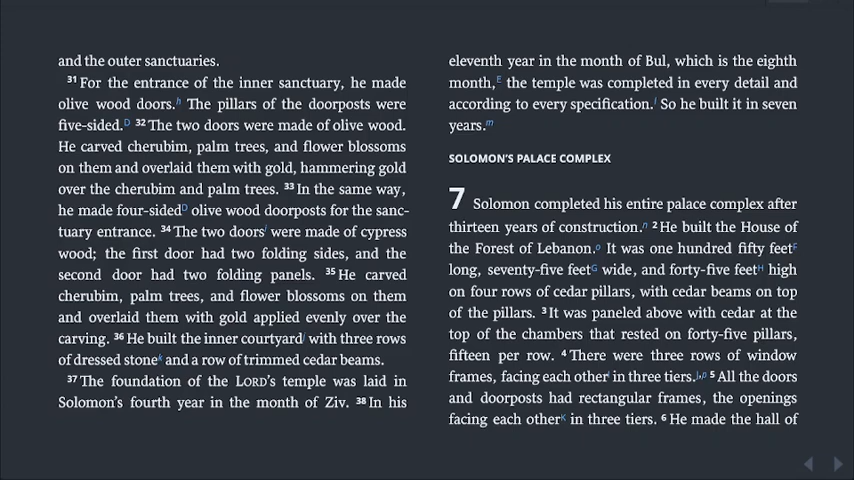 and the outer sanctuaries.
31 For the entrance of the inner sanctuary, he made
olive wood doors.h The pillars of the doorposts were
five-sided.D 32 The two doors were made of olive wood.
He carved cherubim, palm trees, and flower blossoms
on them and overlaid them with gold, hammering gold
over the cherubim and palm trees. 33 In the same way,
he made four-sidedD olive wood doorposts for the sanc-
tuary entrance. 34 The two doorsi were made of cypress
wood; the first door had two folding sides, and the
second door had two folding panels. 35 He carved
cherubim, palm trees, and flower blossoms on them
and overlaid them with gold applied evenly over the
carving. 36 He built the inner courtyardj with three rows
of dressed stonek and a row of trimmed cedar beams.
37 The foundation of the LORD's temple was laid in
Solomon's fourth year in the month of Ziv. 38 In his
eleventh year in the month of Bul, which is the eighth
month,E the temple was completed in every detail and
according to every specification.l So he built it in seven
years.m
SOLOMON'S PALACE COMPLEX
7 Solomon completed his entire palace complex after
thirteen years of construction.n 2 He built the House of
the Forest of Lebanon.o It was one hundred fifty feetF
long, seventy-five feetG wide, and forty-five feetH high
on four rows of cedar pillars, with cedar beams on top
of the pillars. 3 It was paneled above with cedar at the
top of the chambers that rested on forty-five pillars,
fifteen per row. 4 There were three rows of window
frames, facing each otherI in three tiers.J,p 5 All the doors
and doorposts had rectangular frames, the openings
facing each otherK in three tiers. 6 He made the hall of